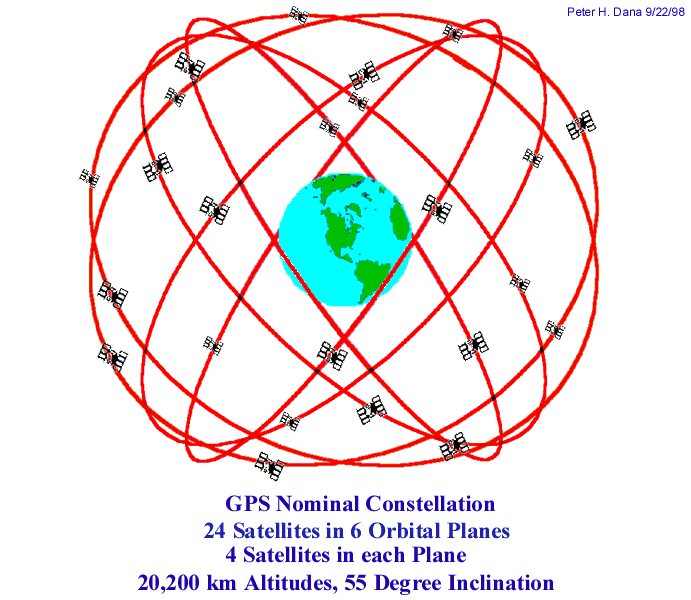 Peter H. Dana 9/22/98
GPS Nominal Constellation
24 Satellites in 6 Orbital Planes
4 Satellites in each Plane
20,200 km Altitudes, 55 Degree Inclination